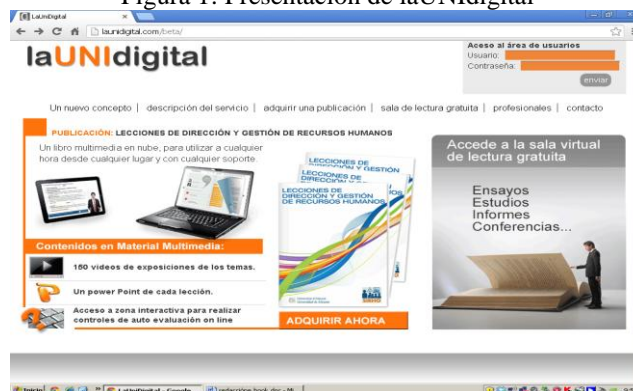 Figura 1. Presentación de laUNIdigital
LaUniDigital
launidigital.com/beta/
laUNIdigital
Aceso al área de usuarios
Usuario:
Contraseña:
enviar
Un nuevo concepto | descripción del servicio | adquirir una publicación | sala de lectura gratuita | profesionales | contacto
PUBLICACIÓN: LECCIONES DE DIRECCIÓN Y GESTIÓN DE RECURSOS HUMANOS
Un libro multimedia en nube, para utilizar a cualquier
hora desde cualquier lugar y con cualquier soporte.
Contenidos en Material Multimedia:
150 videos de exposiciones de los temas.
Un power Point de cada lección.
Acceso a zona interactiva para realizar
controles de auto evaluación on line
LECCIONES DE
DIRECCIÓN Y GESTIÓN
DE RECURSOS HUMANOS
ADQUIRIR AHORA
Accede a la sala virtual
de lectura gratuita
Ensayos
Estudios
Informes
Conferencias...
Inicio
LaUniDigital - Google